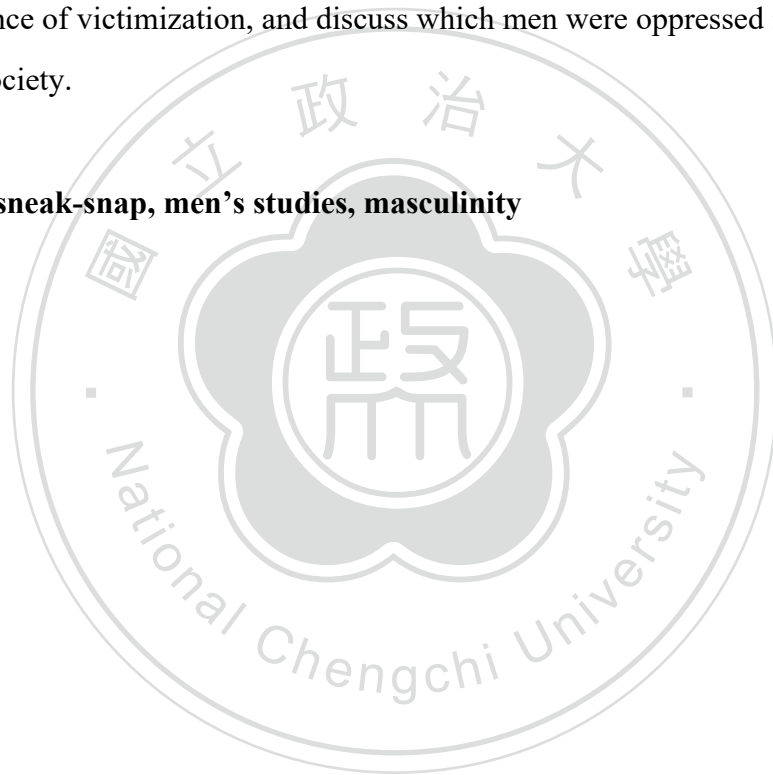 nce of victimization, and discuss which men were oppressed
ociety.
sneak-snap, men’s studies, masculinity
國立政治大學
政
National Chengchi University